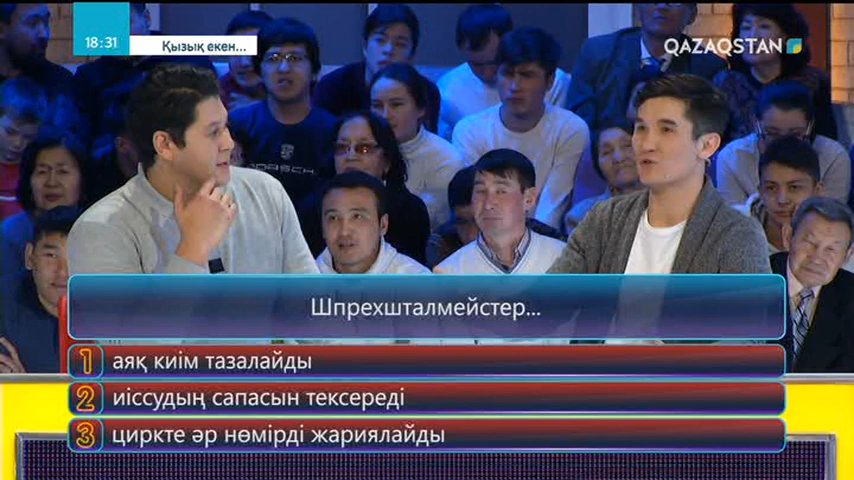 18:31
Қызық екен...
QAZAQSTAN
Шпрехшталмейстер...
1 аяқ киім тазалайды
2 иіссудың сапасын тексереді
3 циркте әр нөмірді жариялайды